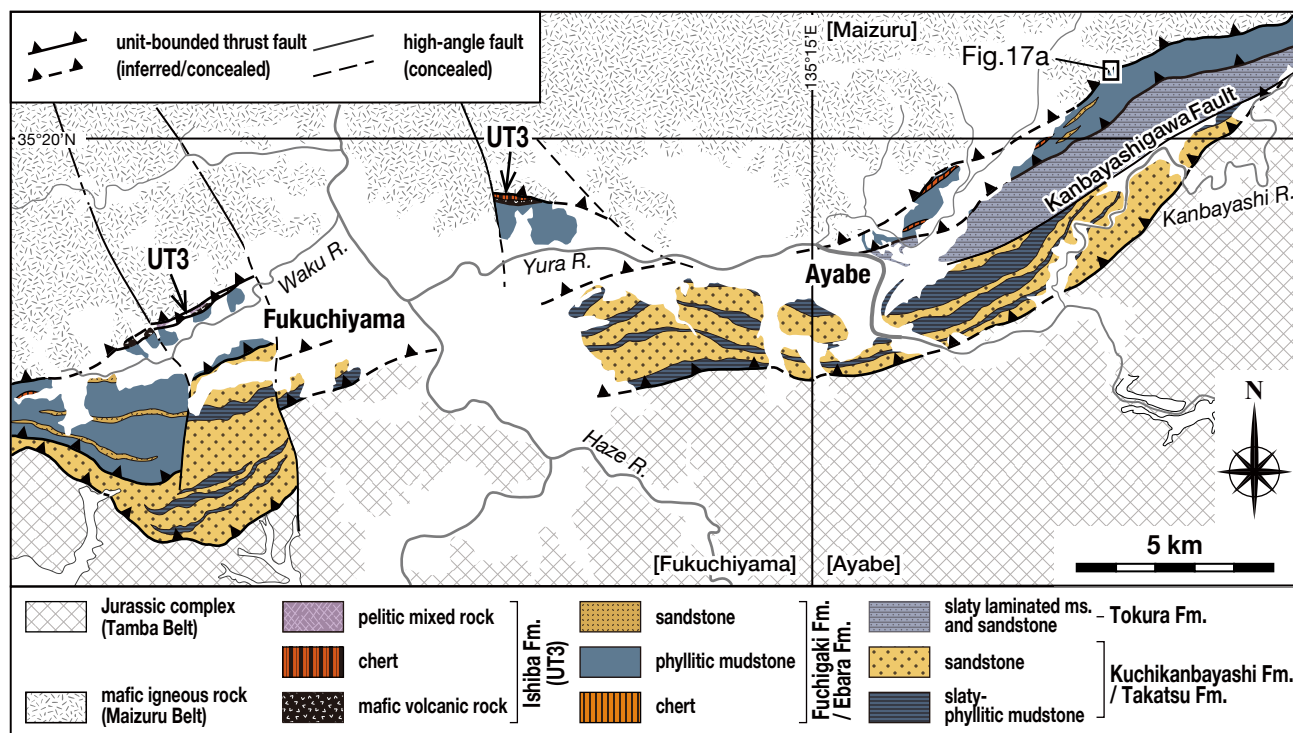 unit-bounded thrust fault
(inferred/concealed)
high-angle fault
(concealed)
135°15'E
[Maizuru]
Fig.17a
35°20'N
UT3
Kanbayashigawa Fault
Kanbayashi R.
UT3
Waku R.
Yura R.
Ayabe
Fukuchiyama
Haze R.
N
5 km
[Fukuchiyama]
[Ayabe]
Jurassic complex
(Tamba Belt)
mafic igneous rock
(Maizuru Belt)
pelitic mixed rock
chert
mafic volcanic rock
Ishiba Fm.
(UT3)
sandstone
phyllitic mudstone
chert
Fuchigaki Fm.
/ Ebara Fm.
slaty laminated ms.
and sandstone
Tokura Fm.
sandstone
slaty-
phyllitic mudstone
Kuchikanbayashi Fm.
/ Takatsu Fm.